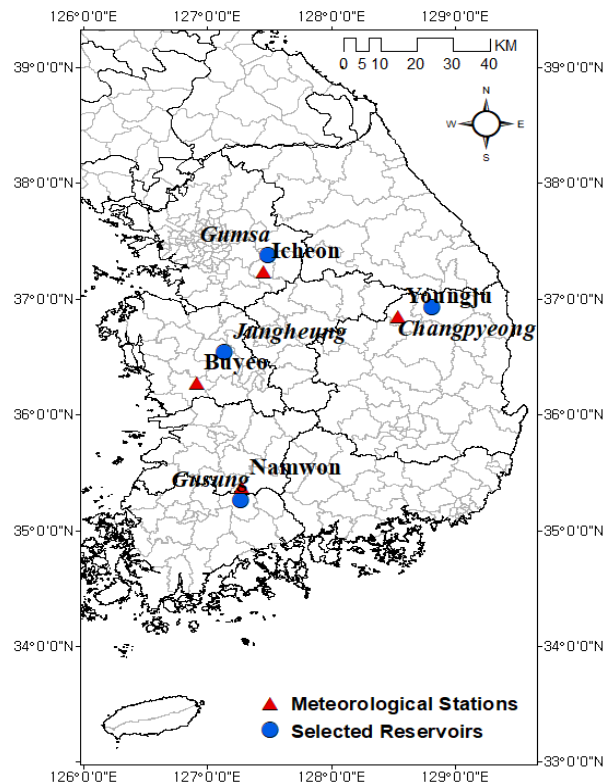 126°0'0"E 127°0'0"E 128°0'0"E 129°0'0"E
KM
0 5 10 20 30 40
N
W E
S
39°0'0"N 39°0'0"N
38°0'0"N 38°0'0"N
Gumsa
Icheon
37°0'0"N 37°0'0"N
Youngju
Changpyeong
Jangheung
Buyeo
36°0'0"N 36°0'0"N
Namwon
Gusung
35°0'0"N 35°0'0"N
34°0'0"N 34°0'0"N
Meteorological Stations
Selected Reservoirs
33°0'0"N 33°0'0"N
126°0'0"E 127°0'0"E 128°0'0"E 129°0'0"E